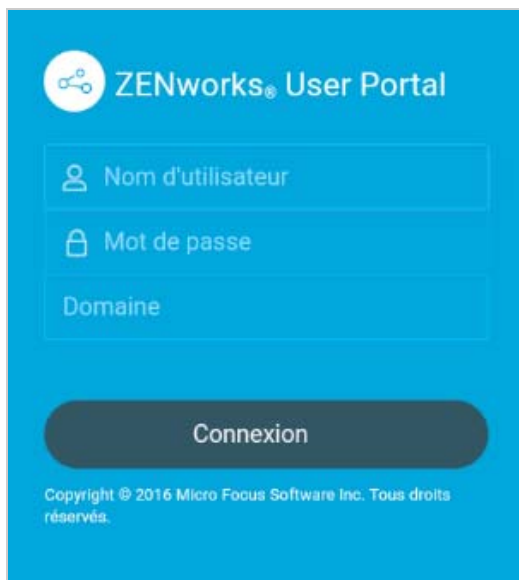 ZENworks® User Portal
Nom d'utilisateur
Mot de passe
Domaine
Connexion
Copyright © 2016 Micro Focus Software Inc. Tous droits
réservés.